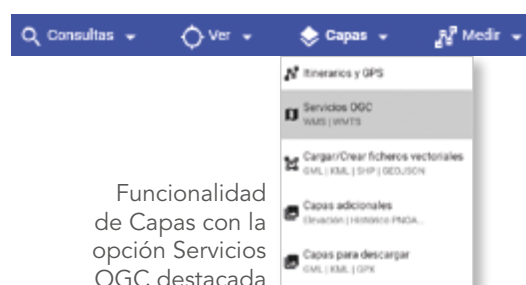 Consultas
Ver
Capas
Medir
Itinerarios y GPS
Servicios OGC
WMS | WMTS
Cargar/Crear ficheros vectoriales
GML | KML | SHP | GEOJSON
Capas adicionales
Elevación | Histórico PNOA...
Capas para descargar
GML | KML | GPX
Funcionalidad
de Capas con la
opción Servicios
OGC destacada